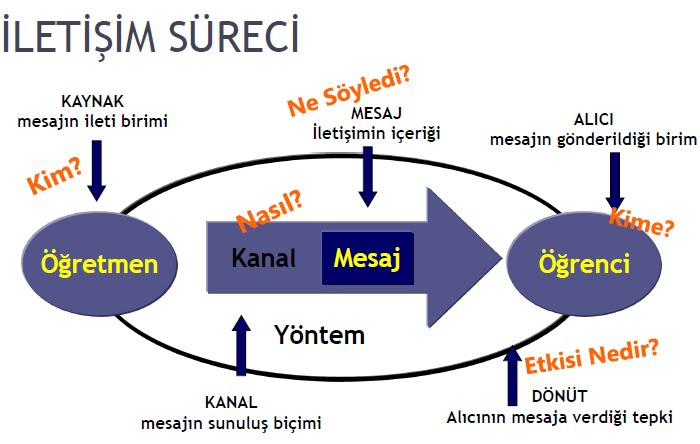 İLETİŞİM SÜRECİ
KAYNAK
mesajın ileti birimi
Ne Söyledi?
MESAJ
İletişimin içeriği
ALICI
mesajın gönderildiği birim
Kim?
Nasıl?
Kime?
Öğretmen
Kanal
Mesaj
Öğrenci
Yöntem
Etkisi Nedir?
KANAL
mesajın sunuluş biçimi
DÖNÜT
Alıcının mesaja verdiği tepki